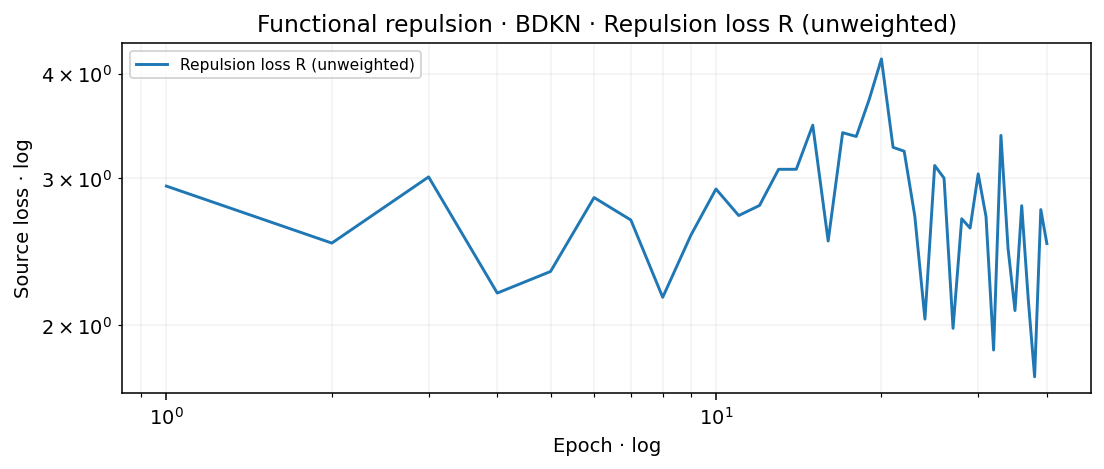 Functional repulsion · BDKN · Repulsion loss R (unweighted)
Repulsion loss R (unweighted)
4 × 10⁰
3 × 10⁰
2 × 10⁰
Source loss · log
10⁰
10¹
Epoch · log